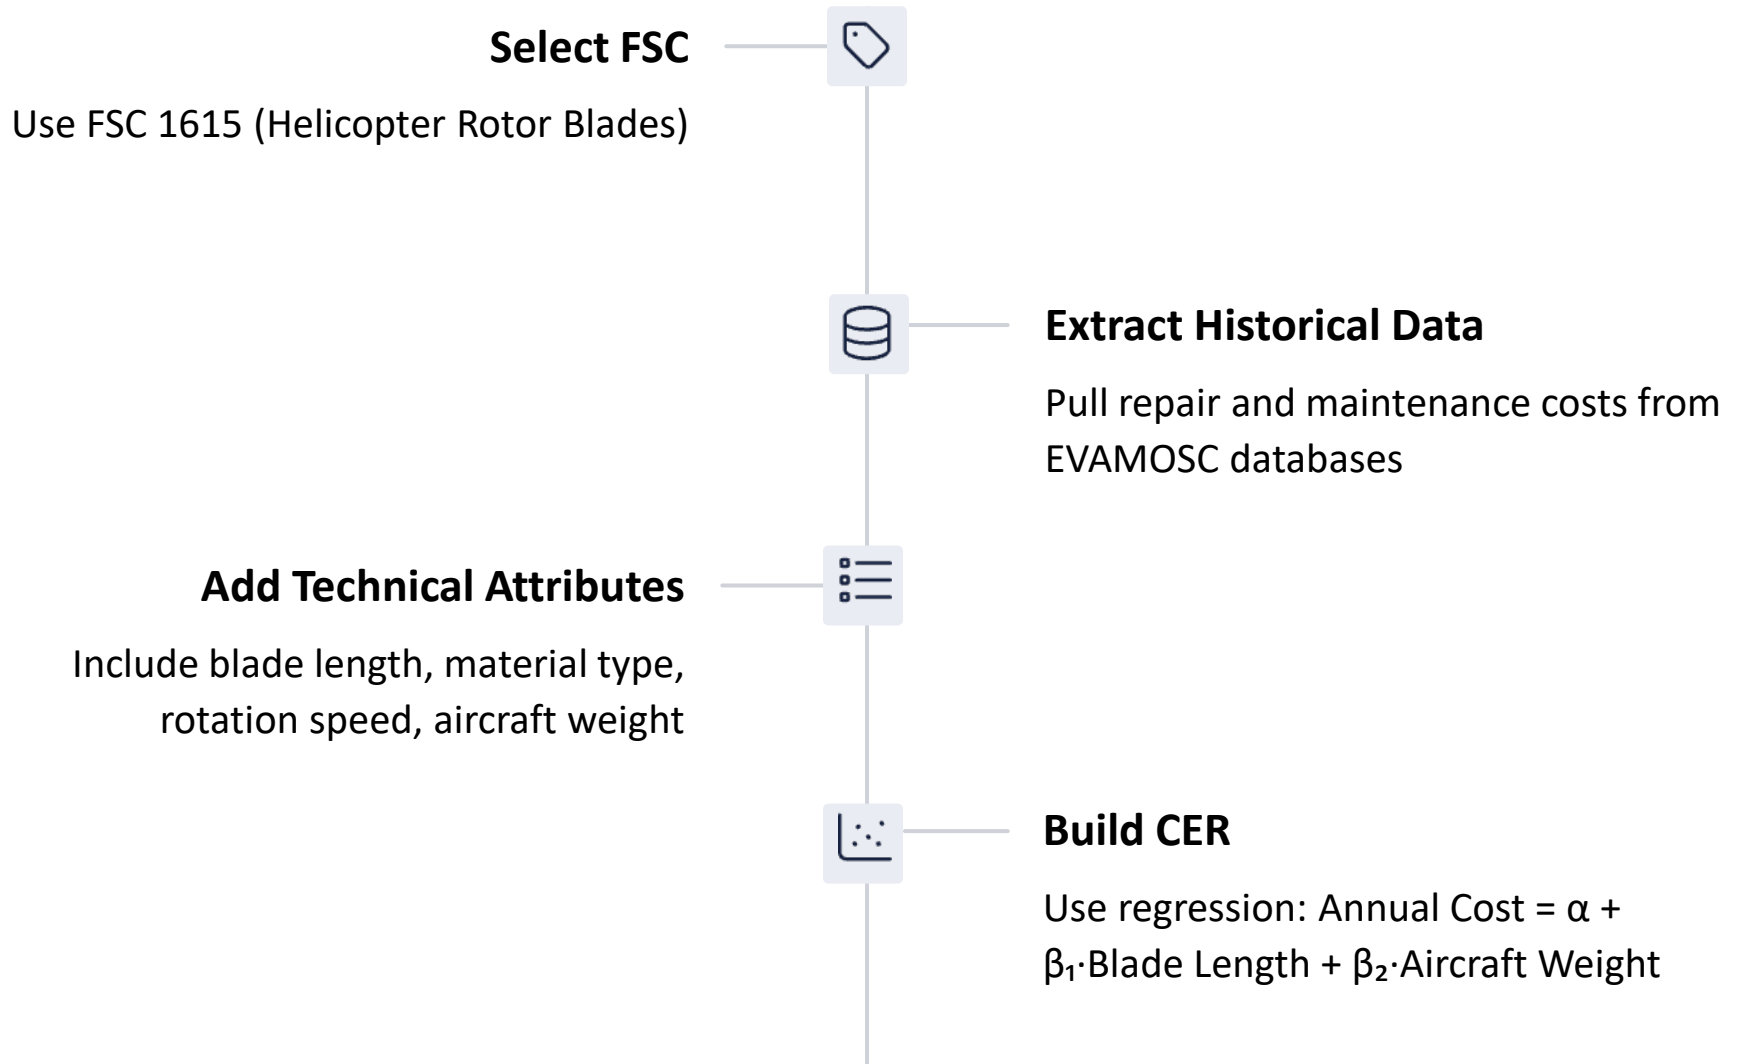 Select FSC
Use FSC 1615 (Helicopter Rotor Blades)
Extract Historical Data
Pull repair and maintenance costs from
EVAMOSC databases
Add Technical Attributes
Include blade length, material type,
rotation speed, aircraft weight
Build CER
Use regression: Annual Cost = α +
β₁·Blade Length + β₂·Aircraft Weight